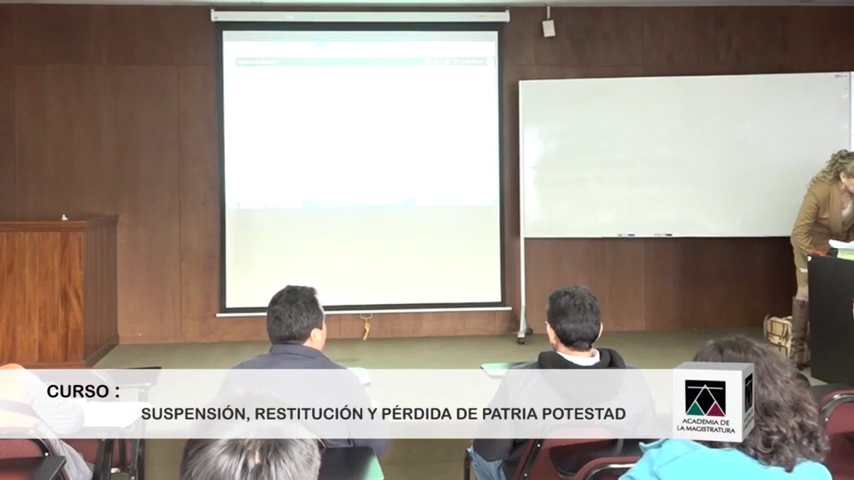 CURSO :
SUSPENSIÓN, RESTITUCIÓN Y PÉRDIDA DE PATRIA POTESTAD
ACADEMIA DE
LA MAGISTRATURA